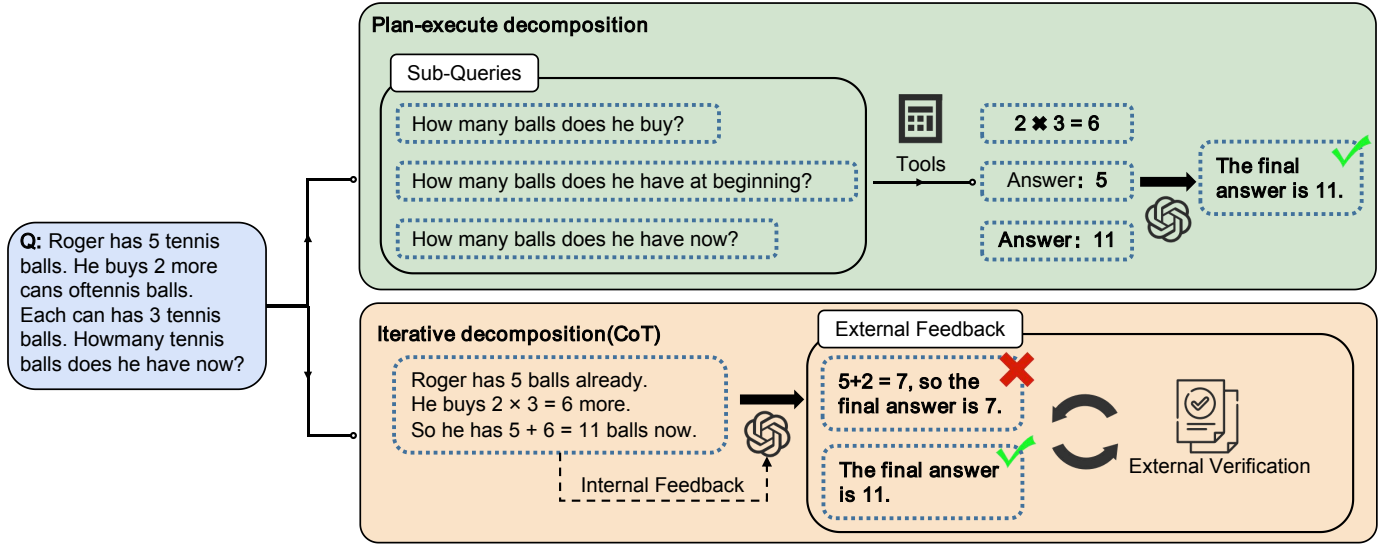 Plan-execute decomposition
Sub-Queries
How many balls does he buy?
How many balls does he have at beginning?
How many balls does he have now?
Tools
2 ✖ 3 = 6
Answer: 5
Answer: 11
The final
answer is 11.
Q: Roger has 5 tennis
balls. He buys 2 more
cans oftennis balls.
Each can has 3 tennis
balls. Howmany tennis
balls does he have now?
Iterative decomposition(CoT)
Roger has 5 balls already.
He buys 2 × 3 = 6 more.
So he has 5 + 6 = 11 balls now.
Internal Feedback
External Feedback
5+2 = 7, so the
final answer is 7.
The final answer
is 11.
External Verification